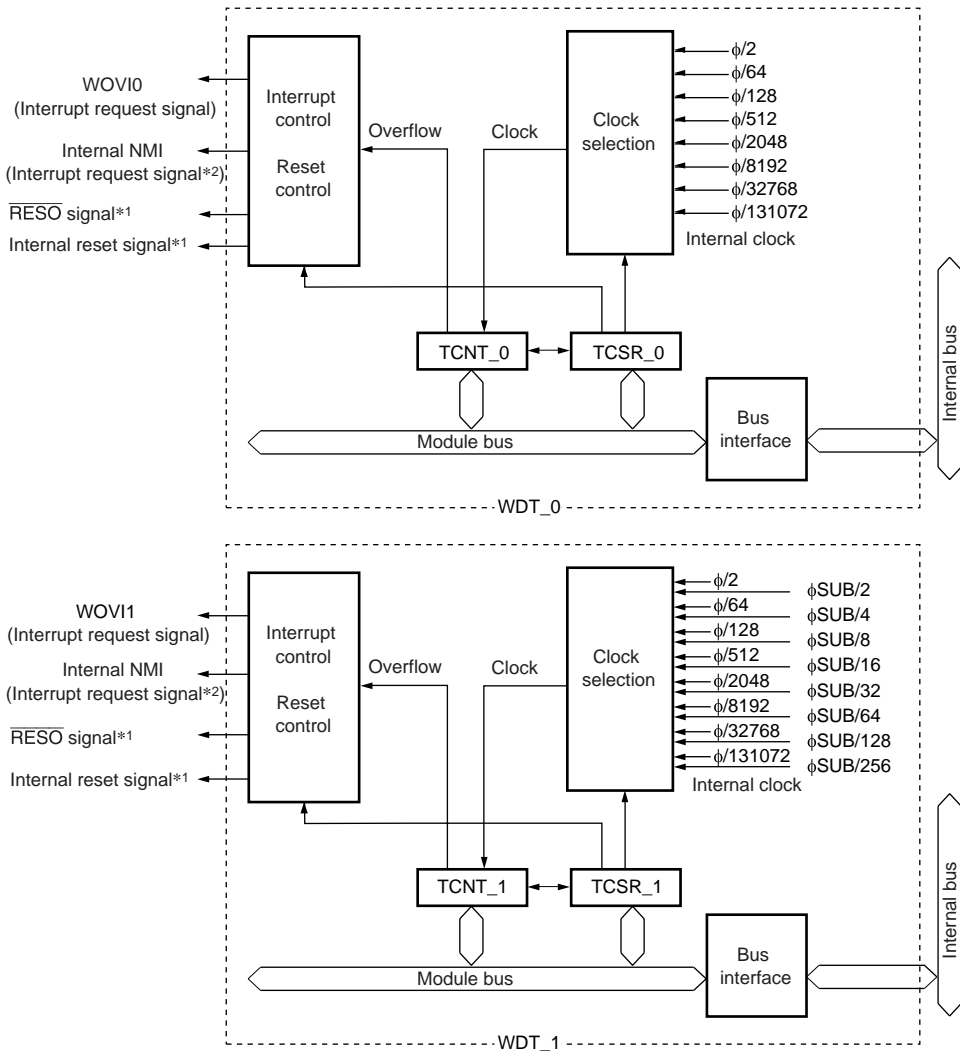 WOVI0
(Interrupt request signal)
Internal NMI
(Interrupt request signal*2)
RESO signal*1
Internal reset signal*1
Interrupt
control
Reset
control
Overflow
Clock
Clock
selection
ϕ/2
ϕ/64
ϕ/128
ϕ/512
ϕ/2048
ϕ/8192
ϕ/32768
ϕ/131072
Internal clock
TCNT_0
TCSR_0
Module bus
Bus
interface
Internal bus
WDT_0
WOVI1
(Interrupt request signal)
Internal NMI
(Interrupt request signal*2)
RESO signal*1
Internal reset signal*1
Interrupt
control
Reset
control
Overflow
Clock
Clock
selection
ϕ/2
ϕSUB/2
ϕ/64
ϕSUB/4
ϕ/128
ϕSUB/8
ϕ/512
ϕSUB/16
ϕ/2048
ϕSUB/32
ϕ/8192
ϕSUB/64
ϕ/32768
ϕSUB/128
ϕ/131072
ϕSUB/256
Internal clock
TCNT_1
TCSR_1
Module bus
Bus
interface
Internal bus
WDT_1